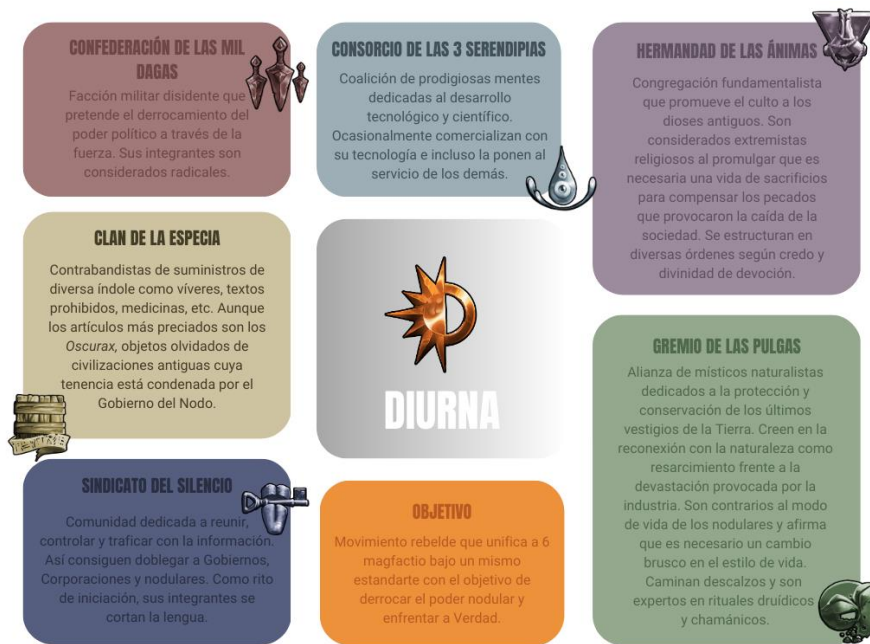 CONFEDERACIÓN DE LAS MIL
DAGAS
Facción militar disidente que
pretende el derrocamiento del
poder político a través de la
fuerza. Sus integrantes son
considerados radicales.
CONSORCIO DE LAS 3 SERENDIPIAS
Coalición de prodigiosas mentes
dedicadas al desarrollo
tecnológico y científico.
Ocasionalmente comercializan con
su tecnología e incluso la ponen al
servicio de los demás.
HERMANDAD DE LAS ÁNIMAS
Congregación fundamentalista
que promueve el culto a los
dioses antiguos. Son
considerados extremistas
religiosos al promulgar que es
necesaria una vida de sacrificios
para compensar los pecados
que provocaron la caída de la
sociedad. Se estructuran en
diversas órdenes según credo y
divinidad de devoción.
CLAN DE LA ESPECIA
Contrabandistas de suministros de
diversa índole como víveres, textos
prohibidos, medicinas, etc. Aunque
los artículos más preciados son los
Oscurax, objetos olvidados de
civilizaciones antiguas cuya
tenencia está condenada por el
Gobierno del Nodo.
DIURNA
GREMIO DE LAS PULGAS
Alianza de místicos naturalistas
dedicados a la protección y
conservación de los últimos
vestigios de la Tierra. Creen en la
reconexión con la naturaleza como
resarcimiento frente a la
devastación provocada por la
industria. Son contrarios al modo
de vida de los nodulares y afirma
que es necesario un cambio
brusco en el estilo de vida.
Caminan descalzos y son
expertos en rituales druídicos
y chamánicos.
SINDICATO DEL SILENCIO
Comunidad dedicada a reunir,
controlar y traficar con la información.
Así consiguen doblegar a Gobiernos,
Corporaciones y nodulares. Como rito
de iniciación, sus integrantes se
cortan la lengua.
OBJETIVO
Movimiento rebelde que unifica a 6
magfactio bajo un mismo
estandarte con el objetivo de
derrocar el poder nodular y
enfrentar a Verdad.